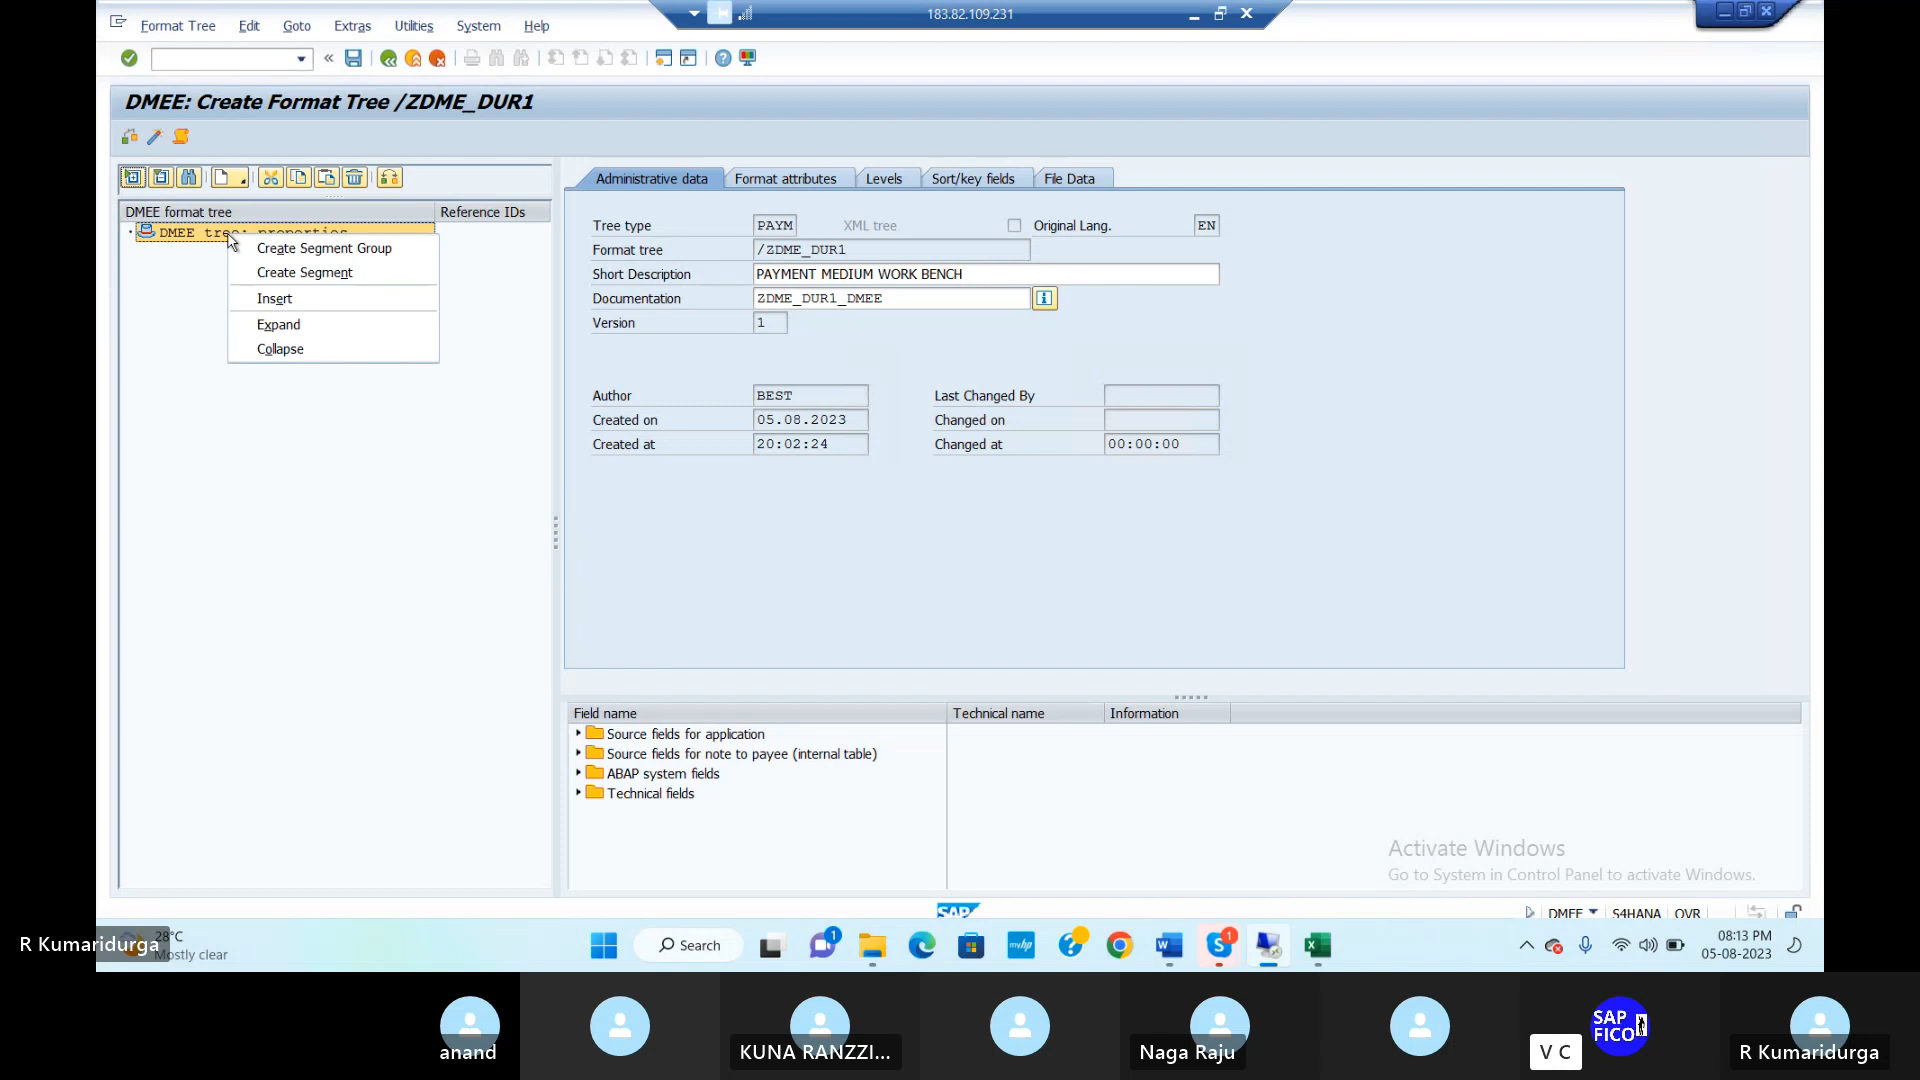 Format Tree Edit Goto Extras Utilities System Help
183.82.109.231
DMEE: Create Format Tree /ZDME_DUR1
DMEE format tree Reference IDs
DMEE tree: properties
Create Segment Group
Create Segment
Insert
Expand
Collapse
Administrative data Format attributes Levels Sort/key fields File Data
Tree type PAYM XML tree Original Lang. EN
Format tree /ZDME_DUR1
Short Description PAYMENT MEDIUM WORK BENCH
Documentation ZDME_DUR1_DMEE
Version 1
Author BEST Last Changed By
Created on 05.08.2023 Changed on
Created at 20:02:24 Changed at 00:00:00
Field name Technical name Information
Source fields for application
Source fields for note to payee (internal table)
ABAP system fields
Technical fields
Activate Windows
Go to System in Control Panel to activate Windows.
SAP
DMEE S4HANA OVR
R Kumaridurga
28°C
Mostly clear
Search
1
myhp
1
08:13 PM
05-08-2023
anand
KUNA RANZZI...
Naga Raju
SAP
FICO
V C
R Kumaridurga